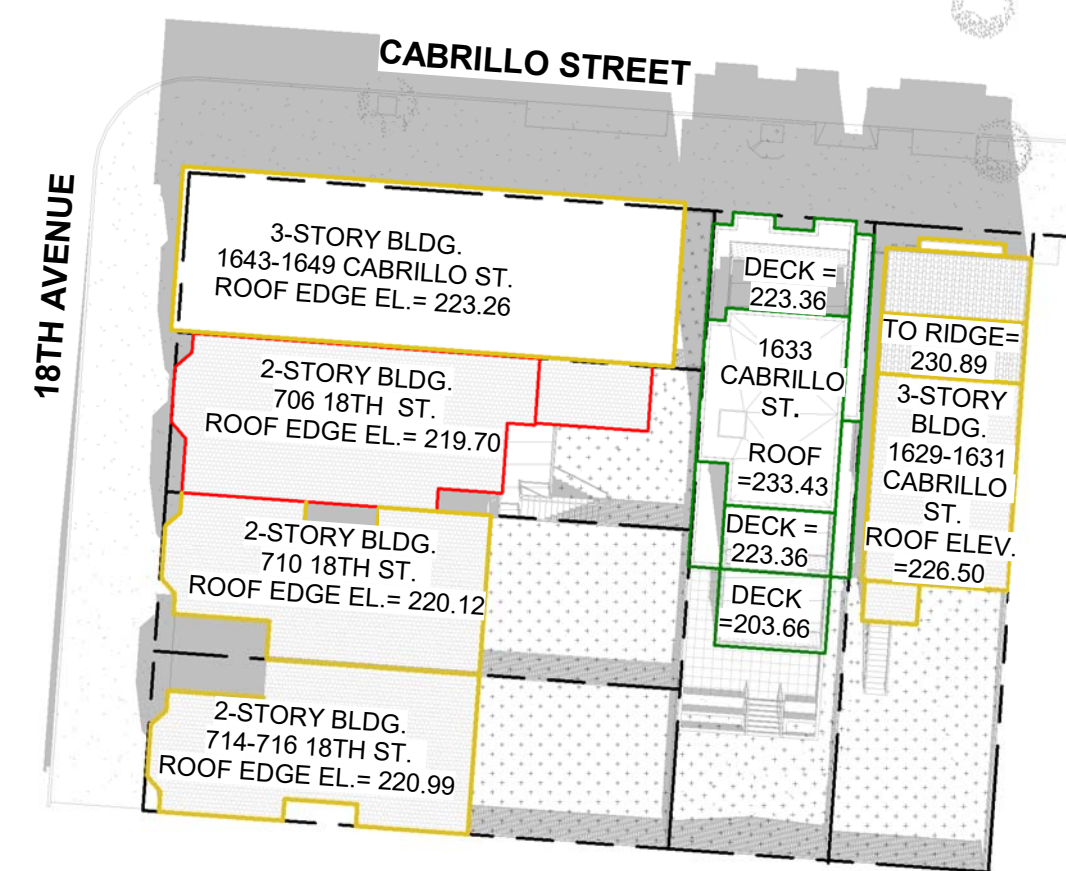 CABRILLO STREET
18TH AVENUE
3-STORY BLDG.
1643-1649 CABRILLO ST.
ROOF EDGE EL.= 223.26
2-STORY BLDG.
706 18TH ST.
ROOF EDGE EL.= 219.70
2-STORY BLDG.
710 18TH ST.
ROOF EDGE EL.= 220.12
2-STORY BLDG.
714-716 18TH ST.
ROOF EDGE EL.= 220.99
DECK =
223.36
1633
CABRILLO
ST.
ROOF
=233.43
DECK =
223.36
DECK
=203.66
TO RIDGE=
230.89
3-STORY
BLDG.
1629-1631
CABRILLO
ST.
ROOF ELEV.
=226.50